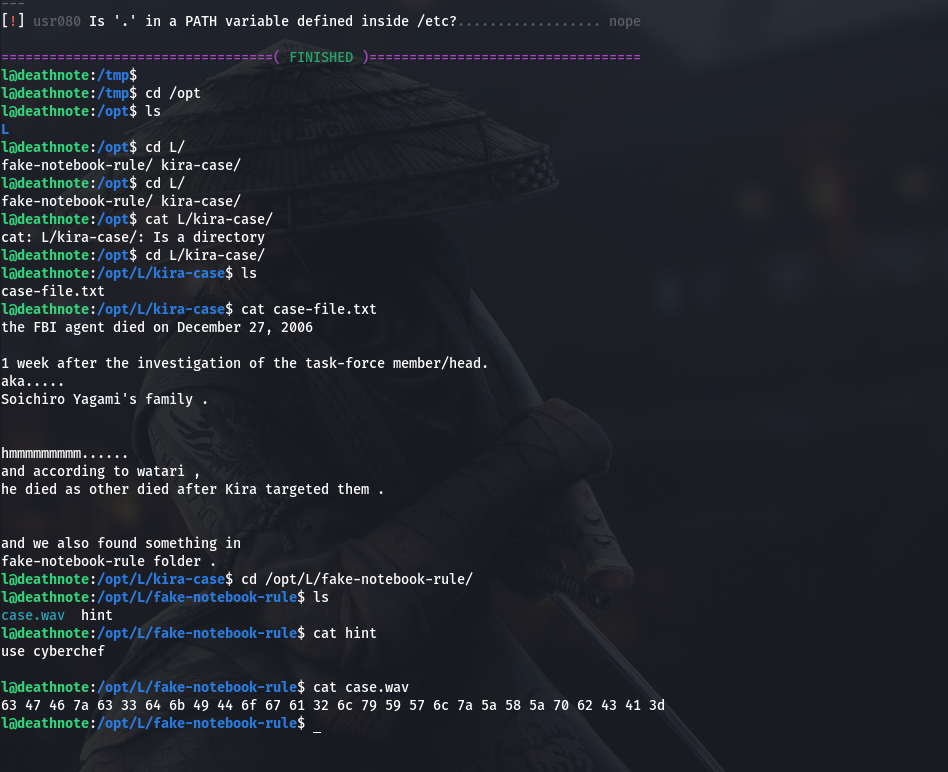 ---
[!] usr080 Is '.' in a PATH variable defined inside /etc?................. nope
================================( FINISHED )================================
l@deathnote:/tmp$
l@deathnote:/tmp$ cd /opt
l@deathnote:/opt$ ls
L
l@deathnote:/opt$ cd L/
fake-notebook-rule/ kira-case/
l@deathnote:/opt$ cd L/
fake-notebook-rule/ kira-case/
l@deathnote:/opt$ cat L/kira-case/
cat: L/kira-case/: Is a directory
l@deathnote:/opt$ cd L/kira-case/
l@deathnote:/opt/L/kira-case$ ls
case-file.txt
l@deathnote:/opt/L/kira-case$ cat case-file.txt
the FBI agent died on December 27, 2006
1 week after the investigation of the task-force member/head.
aka.....
Soichiro Yagami's family .
hmmmmmmmmm......
and according to watari ,
he died as other died after Kira targeted them .
and we also found something in
fake-notebook-rule folder .
l@deathnote:/opt/L/kira-case$ cd /opt/L/fake-notebook-rule/
l@deathnote:/opt/L/fake-notebook-rule$ ls
case.wav  hint
l@deathnote:/opt/L/fake-notebook-rule$ cat hint
use cyberchef
l@deathnote:/opt/L/fake-notebook-rule$ cat case.wav
63 47 46 7a 63 33 64 6b 49 44 6f 67 61 32 6c 79 59 57 6c 7a 5a 58 5a 70 62 43 41 3d
l@deathnote:/opt/L/fake-notebook-rule$ _